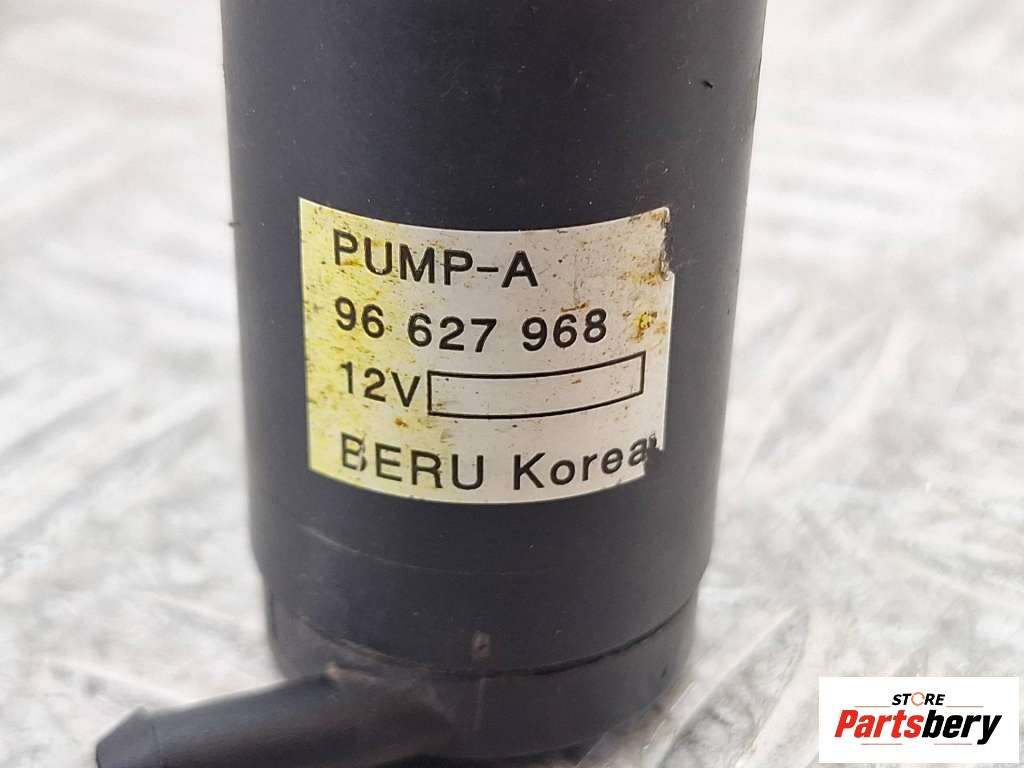 PUMP-A
96 627 968
12V
BERU Korea
STORE
Partsbery